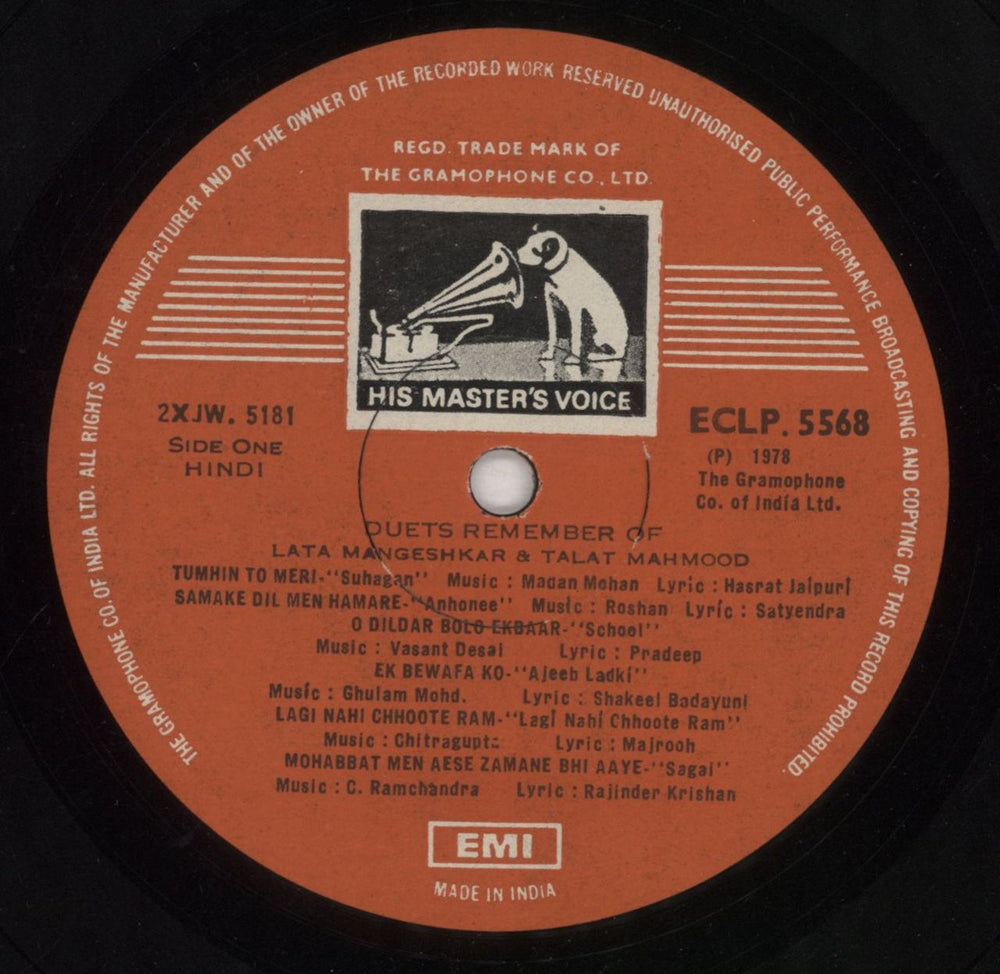 THE GRAMOPHONE CO. OF INDIA LTD. ALL RIGHTS OF THE MANUFACTURER AND OF THE OWNER OF THE RECORDED WORK RESERVED UNAUTHORISED PUBLIC PERFORMANCE BROADCASTING AND COPYING OF THIS RECORD PROHIBITED.
REGD. TRADE MARK OF
THE GRAMOPHONE CO., LTD.
HIS MASTER'S VOICE
2XJW. 5181
SIDE ONE
HINDI
ECLP. 5568
(P) 1978
The Gramophone
Co. of India Ltd.
DUETS REMEMBER OF
LATA MANGESHKAR & TALAT MAHMOOD
TUMHIN TO MERI-"Suhagan" Music : Madan Mohan Lyric : Hasrat Jaipuri
SAMAKE DIL MEN HAMARE-"Anhonee" Music : Roshan Lyric : Satyendra
O DILDAR BOLO EKBAAR-"School"
Music : Vasant Desai Lyric : Pradeep
EK BEWAFA KO-"Ajeeb Ladki"
Music : Ghulam Mohd. Lyric : Shakeel Badayuni
LAGI NAHI CHHOOTE RAM-"Lagi Nahi Chhoote Ram"
Music : Chitragupta Lyric : Majrooh
MOHABBAT MEN AESE ZAMANE BHI AAYE-"Sagai"
Music : C. Ramchandra Lyric : Rajinder Krishan
EMI
MADE IN INDIA